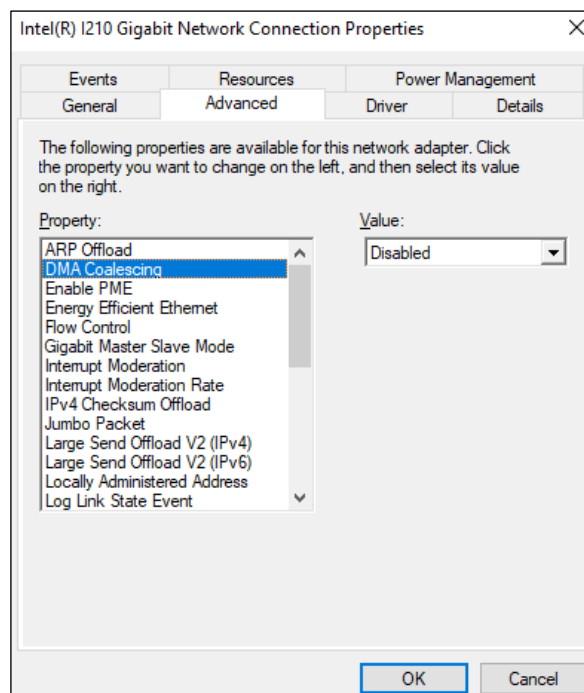 Intel(R) I210 Gigabit Network Connection Properties
Events Resources Power Management
General Advanced Driver Details
The following properties are available for this network adapter. Click
the property you want to change on the left, and then select its value
on the right.
Property: Value:
ARP Offload Disabled
DMA Coalescing
Enable PME
Energy Efficient Ethernet
Flow Control
Gigabit Master Slave Mode
Interrupt Moderation
Interrupt Moderation Rate
IPv4 Checksum Offload
Jumbo Packet
Large Send Offload V2 (IPv4)
Large Send Offload V2 (IPv6)
Locally Administered Address
Log Link State Event
OK Cancel